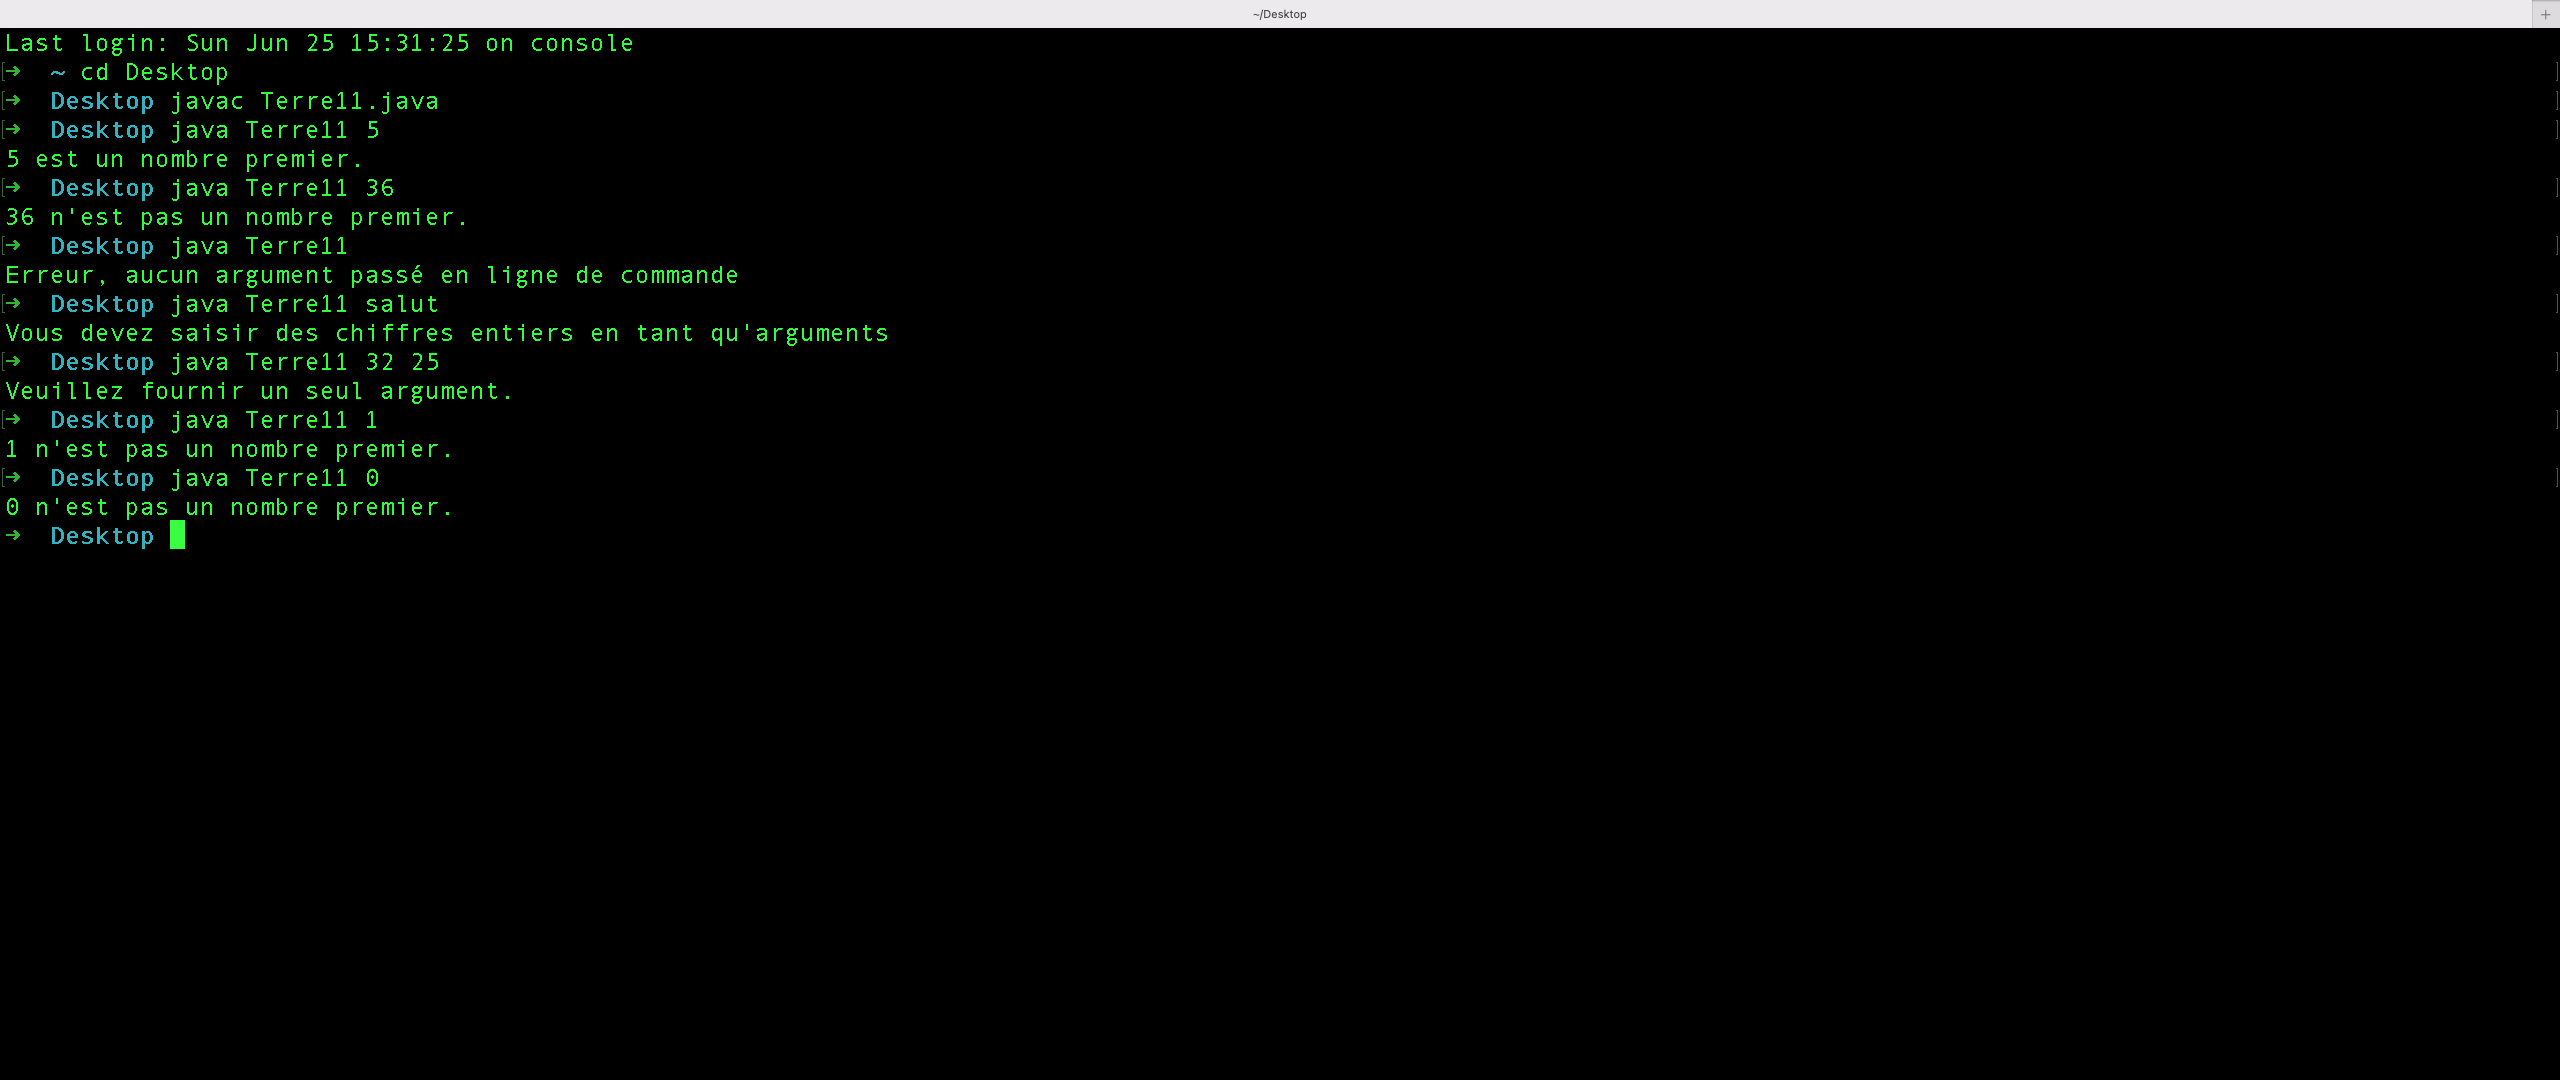 ~/Desktop
Last login: Sun Jun 25 15:31:25 on console
[→ ~ cd Desktop ]
[→ Desktop javac Terre11.java ]
[→ Desktop java Terre11 5 ]
5 est un nombre premier.
[→ Desktop java Terre11 36 ]
36 n'est pas un nombre premier.
[→ Desktop java Terre11 ]
Erreur, aucun argument passé en ligne de commande
[→ Desktop java Terre11 salut ]
Vous devez saisir des chiffres entiers en tant qu'arguments
[→ Desktop java Terre11 32 25 ]
Veuillez fournir un seul argument.
[→ Desktop java Terre11 1 ]
1 n'est pas un nombre premier.
[→ Desktop java Terre11 0 ]
0 n'est pas un nombre premier.
→ Desktop